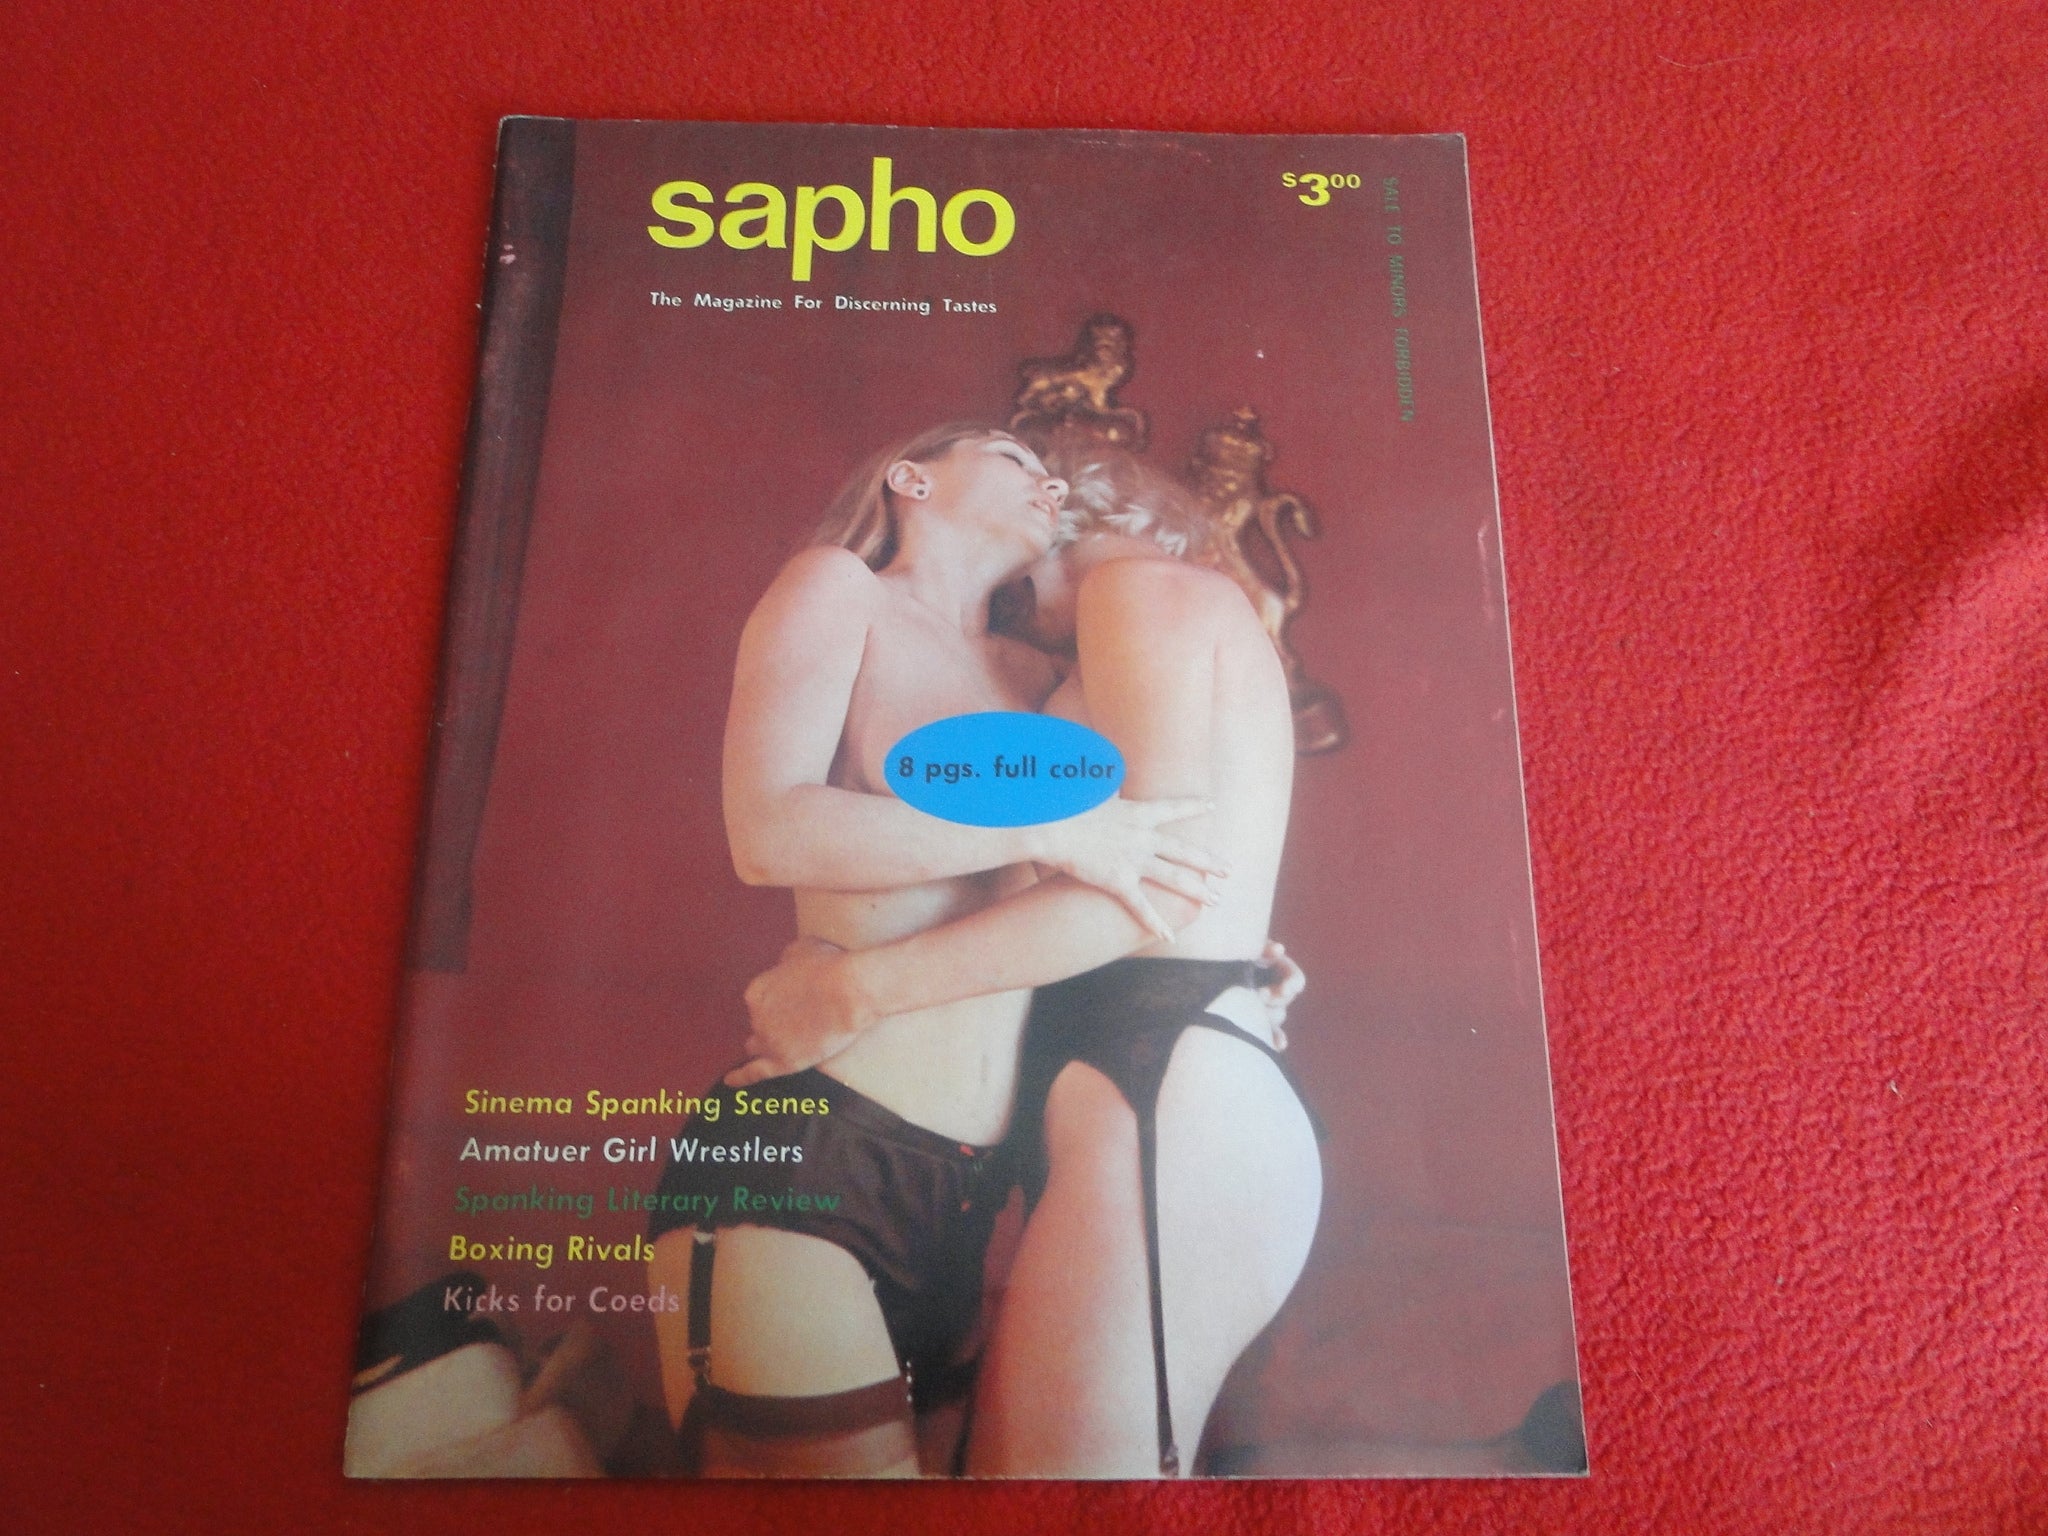 sapho
$3.00
SALE TO MINORS FORBIDDEN
The Magazine For Discerning Tastes
8 pgs. full color
Sinema Spanking Scenes
Amatuer Girl Wrestlers
Spanking Literary Review
Boxing Rivals
Kicks for Coeds